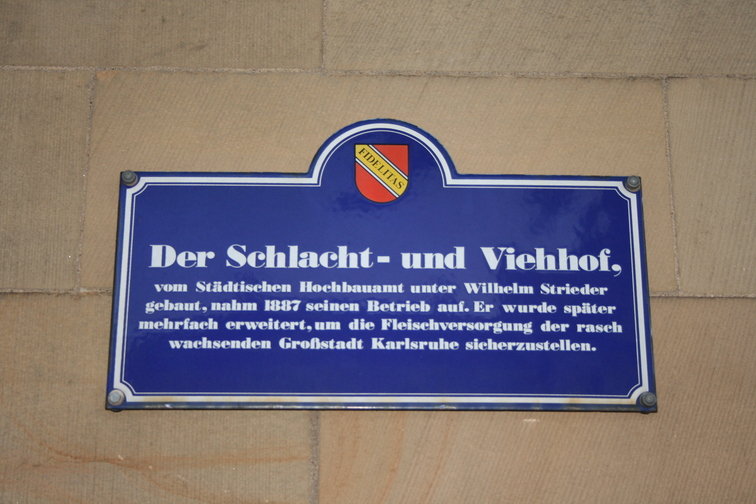 FIDELITAS
Der Schlacht- und Viehhof,
vom Städtischen Hochbauamt unter Wilhelm Strieder
gebaut, nahm 1887 seinen Betrieb auf. Er wurde später
mehrfach erweitert, um die Fleischversorgung der rasch
wachsenden Großstadt Karlsruhe sicherzustellen.